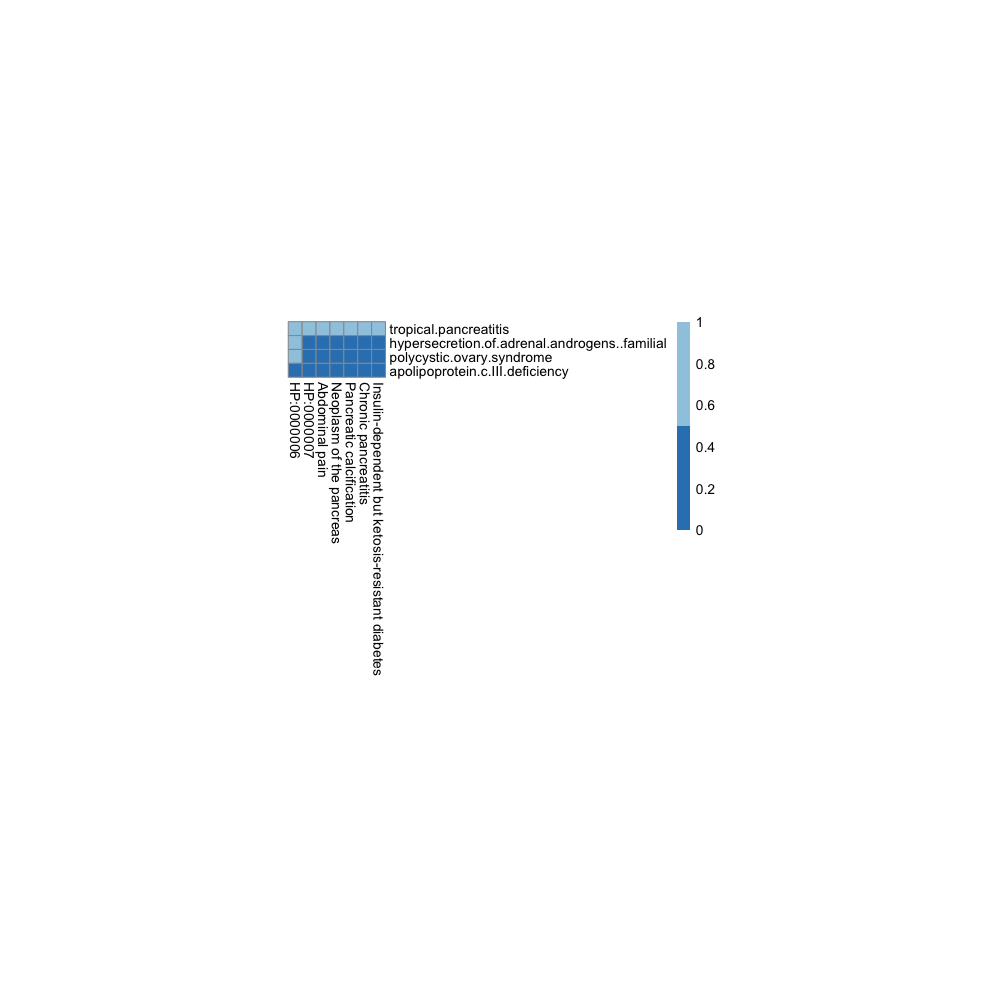 tropical.pancreatitis
hypersecretion.of.adrenal.androgens..familial
polycystic.ovary.syndrome
apolipoprotein.c.III.deficiency
HP:0000006
HP:0000007
Abdominal pain
Neoplasm of the pancreas
Pancreatic calcification
Chronic pancreatitis
Insulin-dependent but ketosis-resistant diabetes
1
0.8
0.6
0.4
0.2
0